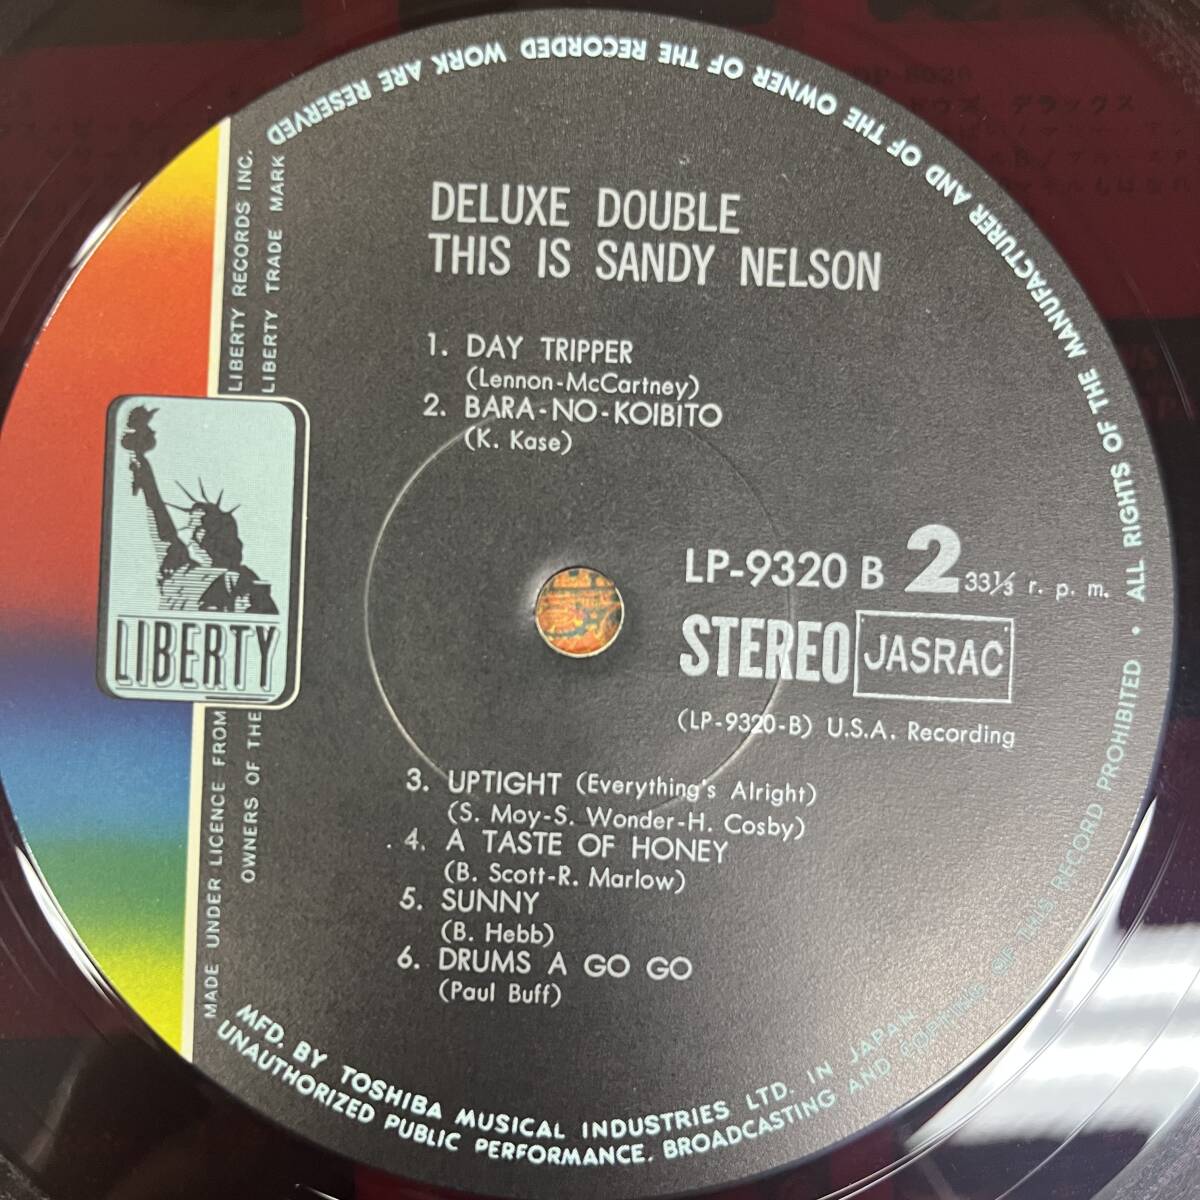 DELUXE DOUBLE
THIS IS SANDY NELSON
1. DAY TRIPPER
(Lennon-McCartney)
2. BARA-NO-KOIBITO
(K. Kase)
LP-9320 B 2 33⅓ r. p. m.
STEREO JASRAC
(LP-9320-B) U.S.A. Recording
3. UPTIGHT (Everything's Alright)
(S. Moy-S. Wonder-H. Cosby)
4. A TASTE OF HONEY
(B. Scott-R. Marlow)
5. SUNNY
(B. Hebb)
6. DRUMS A GO GO
(Paul Buff)
LIBERTY
MADE UNDER LICENCE FROM LIBERTY RECORDS INC.
OWNERS OF THE LIBERTY TRADE MARK
MFD. BY TOSHIBA MUSICAL INDUSTRIES LTD. IN JAPAN
UNAUTHORIZED PUBLIC PERFORMANCE. BROADCASTING AND COPYING OF THIS RECORD PROHIBITED • ALL RIGHTS OF THE MANUFACTURER AND OF THE OWNER OF THE RECORDED WORK ARE RESERVED